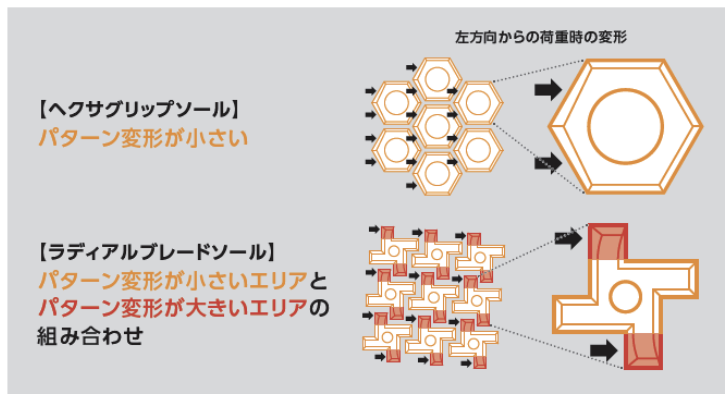 左方向からの荷重時の変形
【ヘクサグリップソール】
パターン変形が小さい
【ラディアルブレードソール】
パターン変形が小さいエリアと
パターン変形が大きいエリアの
組み合わせ